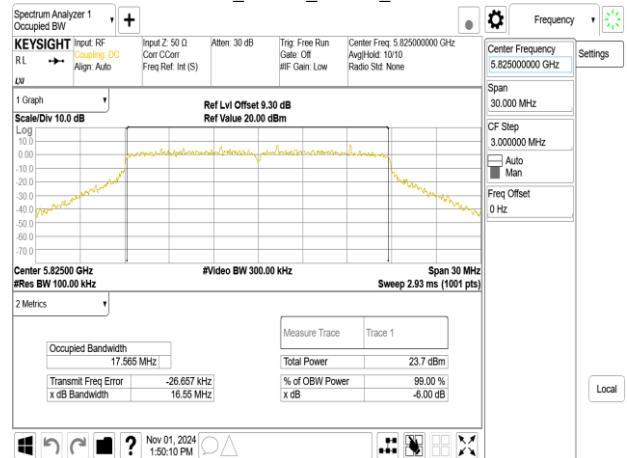 Spectrum Analyzer 1
Occupied BW
Frequency
KEYSIGHT
R L
LXI
Input: RF
Coupling: DC
Align: Auto
Input Z: 50 Ω
Corr CCorr
Freq Ref: Int (S)
Atten: 30 dB
Trig: Free Run
Gate: Off
#IF Gain: Low
Center Freq: 5.825000000 GHz
Avg|Hold: 10/10
Radio Std: None
Center Frequency
5.825000000 GHz
Settings
Span
30.000 MHz
CF Step
3.000000 MHz
Auto
Man
Freq Offset
0 Hz
Local
1 Graph
Scale/Div 10.0 dB
Ref Lvl Offset 9.30 dB
Ref Value 20.00 dBm
Log
10.0
0.00
-10.0
-20.0
-30.0
-40.0
-50.0
-60.0
-70.0
Center 5.82500 GHz
#Video BW 300.00 kHz
Span 30 MHz
#Res BW 100.00 kHz
Sweep 2.93 ms (1001 pts)
2 Metrics
Measure Trace Trace 1
Occupied Bandwidth
17.565 MHz
Total Power 23.7 dBm
Transmit Freq Error -26.657 kHz
% of OBW Power 99.00 %
x dB Bandwidth 16.55 MHz
x dB -6.00 dB
?
Nov 01, 2024
1:50:10 PM